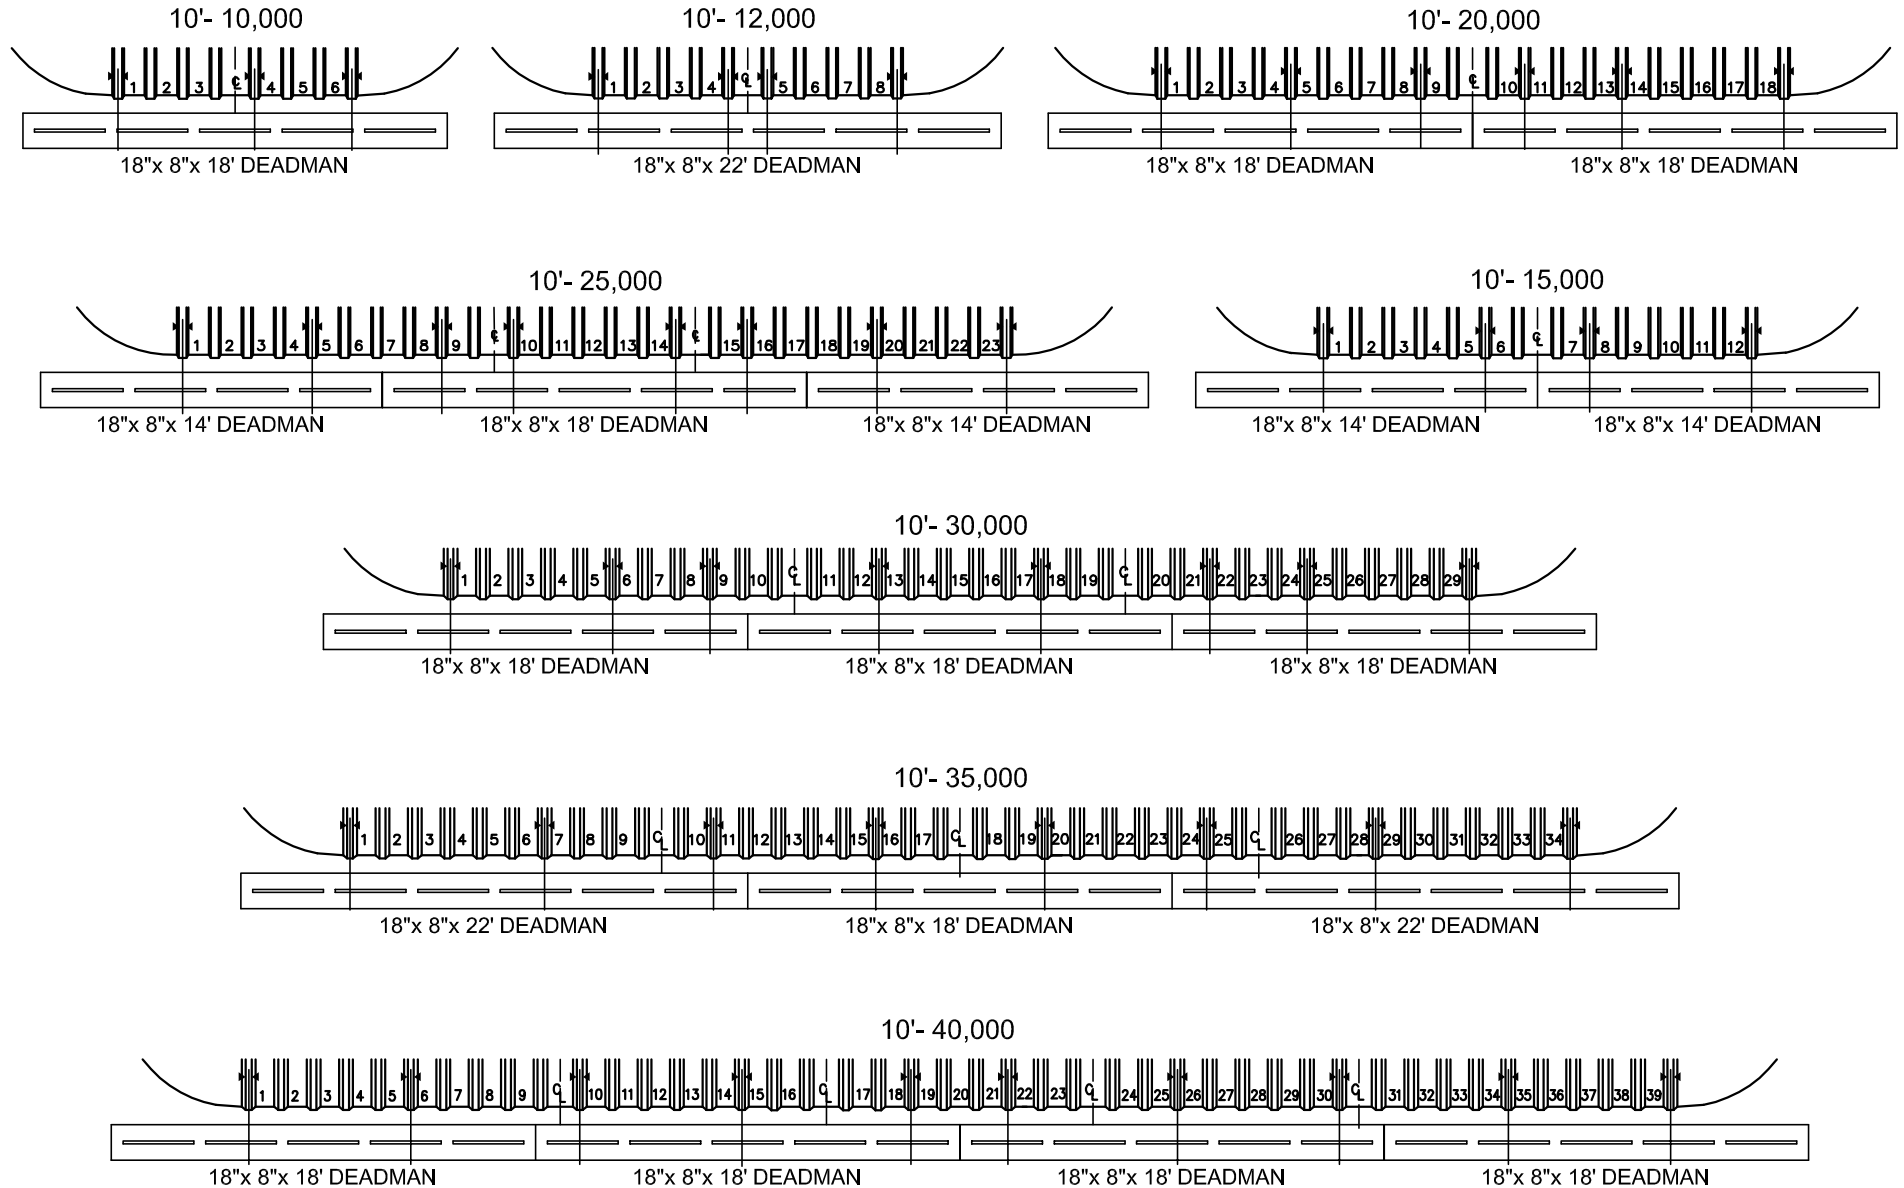 10'- 10,000
1 2 3 ℄ 4 5 6
18"x 8"x 18' DEADMAN
10'- 12,000
1 2 3 4 ℄ 5 6 7 8
18"x 8"x 22' DEADMAN
10'- 20,000
1 2 3 4 5 6 7 8 9 ℄ 10 11 12 13 14 15 16 17 18
18"x 8"x 18' DEADMAN 18"x 8"x 18' DEADMAN
10'- 25,000
1 2 3 4 5 6 7 8 9 ℄ 10 11 12 13 14 ℄ 15 16 17 18 19 20 21 22 23
18"x 8"x 14' DEADMAN 18"x 8"x 18' DEADMAN 18"x 8"x 14' DEADMAN
10'- 15,000
1 2 3 4 5 6 ℄ 7 8 9 10 11 12
18"x 8"x 14' DEADMAN 18"x 8"x 14' DEADMAN
10'- 30,000
1 2 3 4 5 6 7 8 9 10 ℄ 11 12 13 14 15 16 17 18 19 ℄ 20 21 22 23 24 25 26 27 28 29
18"x 8"x 18' DEADMAN 18"x 8"x 18' DEADMAN 18"x 8"x 18' DEADMAN
10'- 35,000
1 2 3 4 5 6 7 8 9 ℄ 10 11 12 13 14 15 16 17 ℄ 18 19 20 21 22 23 24 25 ℄ 26 27 28 29 30 31 32 33 34
18"x 8"x 22' DEADMAN 18"x 8"x 18' DEADMAN 18"x 8"x 22' DEADMAN
10'- 40,000
1 2 3 4 5 6 7 8 9 ℄ 10 11 12 13 14 15 16 ℄ 17 18 19 20 21 22 23 ℄ 24 25 26 27 28 29 30 ℄ 31 32 33 34 35 36 37 38 39
18"x 8"x 18' DEADMAN 18"x 8"x 18' DEADMAN 18"x 8"x 18' DEADMAN 18"x 8"x 18' DEADMAN